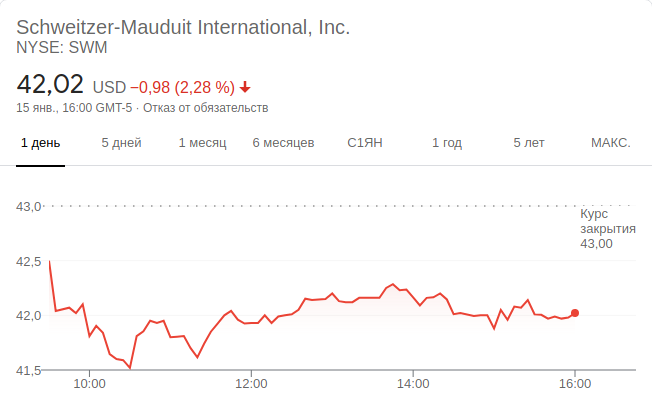 Schweitzer-Mauduit International, Inc.
NYSE: SWM
42,02 USD −0,98 (2,28 %)
15 янв., 16:00 GMT-5 · Отказ от обязательств
1 день 5 дней 1 месяц 6 месяцев С1ЯН 1 год 5 лет МАКС.
43,0
Курс
закрытия
43,00
42,5
42,0
41,5
10:00 12:00 14:00 16:00